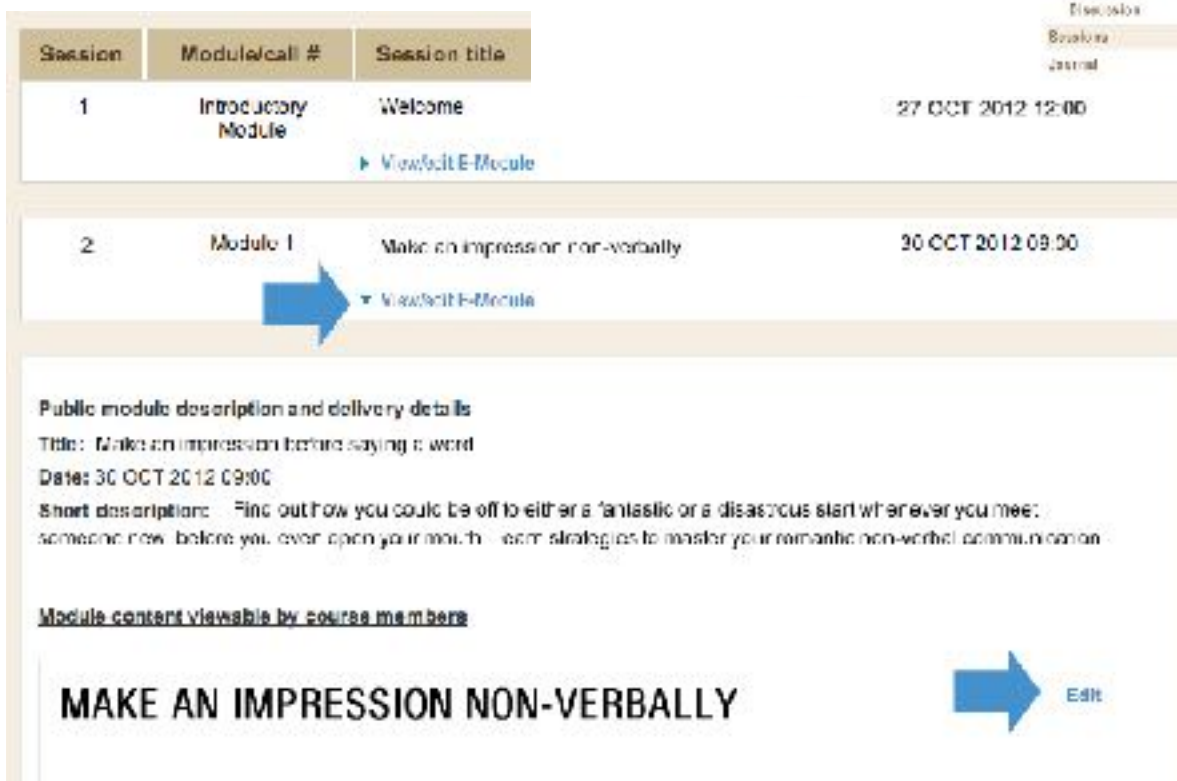 Discussion
Sessions
Journal
Session Module/call # Session title
1 Introductory Module Welcome 27 OCT 2012 12:00
View/edit E-Module
2 Module 1 Make an impression non-verbally 30 OCT 2012 09:00
View/edit E-Module
Public module description and delivery details
Title: Make an impression before saying a word
Date: 30 OCT 2012 09:00
Short description: Find out how you could be off to either a fantastic or a disastrous start whenever you meet
someone new before you even open your mouth Learn strategies to master your romantic non-verbal communication
Module content viewable by course members
MAKE AN IMPRESSION NON-VERBALLY
Edit